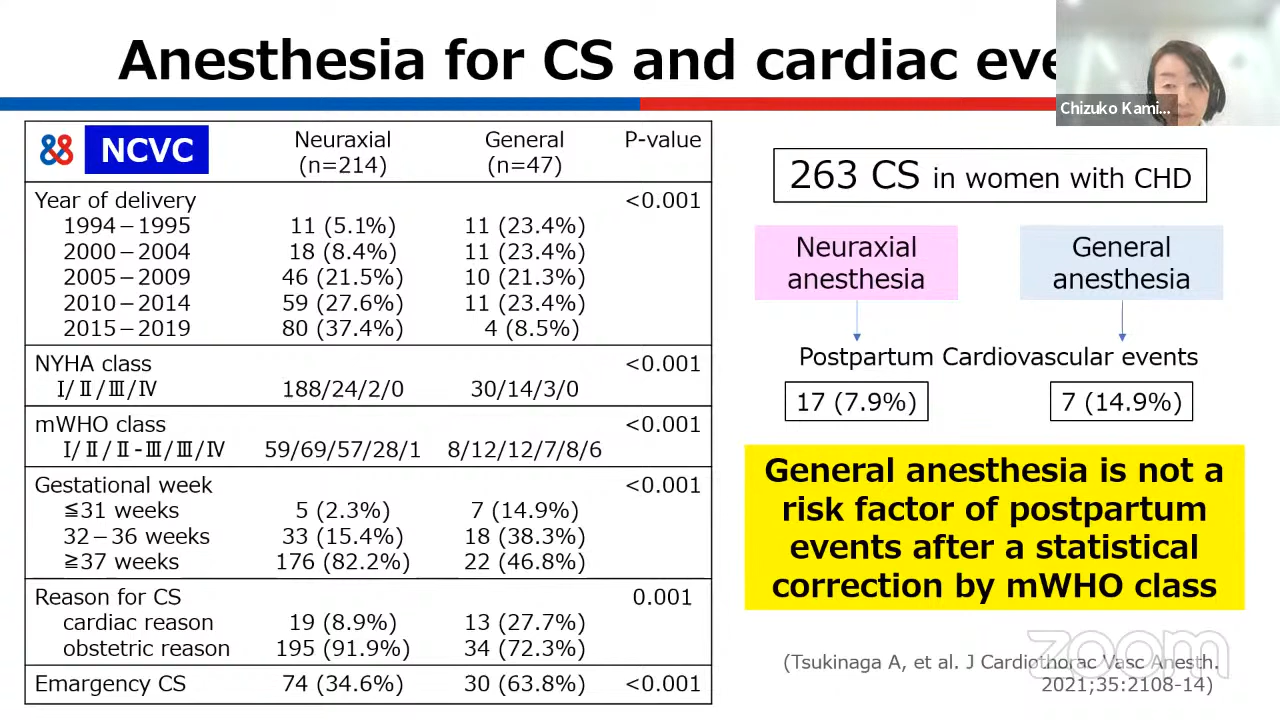 Anesthesia for CS and cardiac eve
Chizuko Kami...
NCVC
Neuraxial (n=214) General (n=47) P-value
Year of delivery <0.001
1994－1995 11 (5.1%) 11 (23.4%)
2000－2004 18 (8.4%) 11 (23.4%)
2005－2009 46 (21.5%) 10 (21.3%)
2010－2014 59 (27.6%) 11 (23.4%)
2015－2019 80 (37.4%) 4 (8.5%)
NYHA class <0.001
Ⅰ/Ⅱ/Ⅲ/Ⅳ 188/24/2/0 30/14/3/0
mWHO class <0.001
Ⅰ/Ⅱ/Ⅱ-Ⅲ/Ⅲ/Ⅳ 59/69/57/28/1 8/12/12/7/8/6
Gestational week <0.001
≦31 weeks 5 (2.3%) 7 (14.9%)
32－36 weeks 33 (15.4%) 18 (38.3%)
≧37 weeks 176 (82.2%) 22 (46.8%)
Reason for CS 0.001
cardiac reason 19 (8.9%) 13 (27.7%)
obstetric reason 195 (91.9%) 34 (72.3%)
Emargency CS 74 (34.6%) 30 (63.8%) <0.001
263 CS in women with CHD
Neuraxial anesthesia
General anesthesia
Postpartum Cardiovascular events
17 (7.9%) 7 (14.9%)
General anesthesia is not a
risk factor of postpartum
events after a statistical
correction by mWHO class
zoom
(Tsukinaga A, et al. J Cardiothorac Vasc Anesth.
2021;35:2108-14)